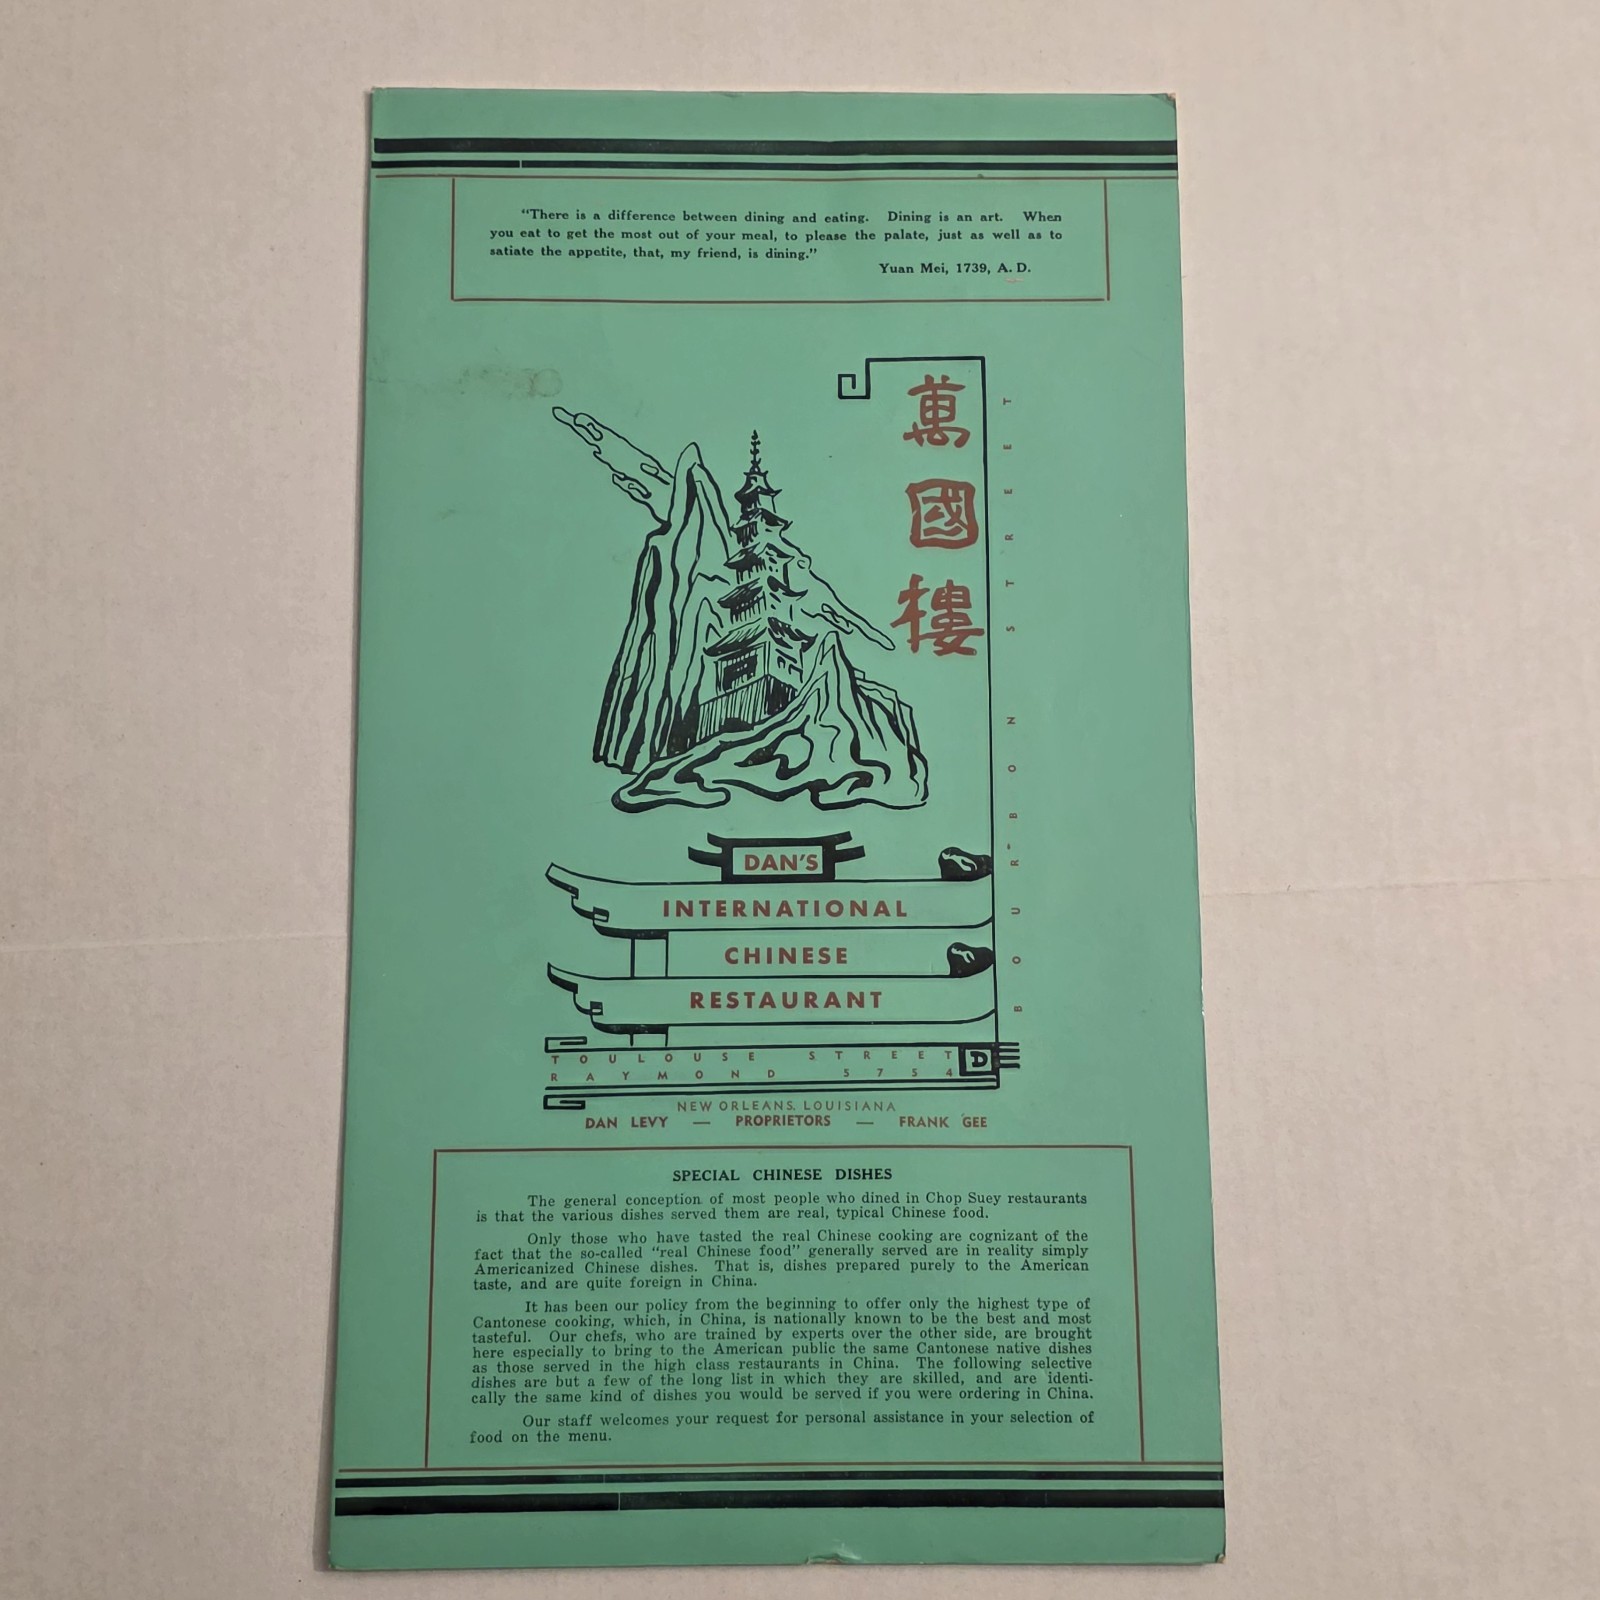 “There is a difference between dining and eating. Dining is an art. When
you eat to get the most out of your meal, to please the palate, just as well as to
satiate the appetite, that, my friend, is dining.”
Yuan Mei, 1739, A. D.
萬國樓
BOURBON STREET
DAN'S
INTERNATIONAL
CHINESE
RESTAURANT
TOULOUSE STREET
D
RAYMOND 5754
NEW ORLEANS, LOUISIANA
DAN LEVY — PROPRIETORS — FRANK GEE
SPECIAL CHINESE DISHES
The general conception of most people who dined in Chop Suey restaurants
is that the various dishes served them are real, typical Chinese food.
Only those who have tasted the real Chinese cooking are cognizant of the
fact that the so-called “real Chinese food” generally served are in reality simply
Americanized Chinese dishes. That is, dishes prepared purely to the American
taste, and are quite foreign in China.
It has been our policy from the beginning to offer only the highest type of
Cantonese cooking, which, in China, is nationally known to be the best and most
tasteful. Our chefs, who are trained by experts over the other side, are brought
here especially to bring to the American public the same Cantonese native dishes
as those served in the high class restaurants in China. The following selective
dishes are but a few of the long list in which they are skilled, and are identi-
cally the same kind of dishes you would be served if you were ordering in China.
Our staff welcomes your request for personal assistance in your selection of
food on the menu.